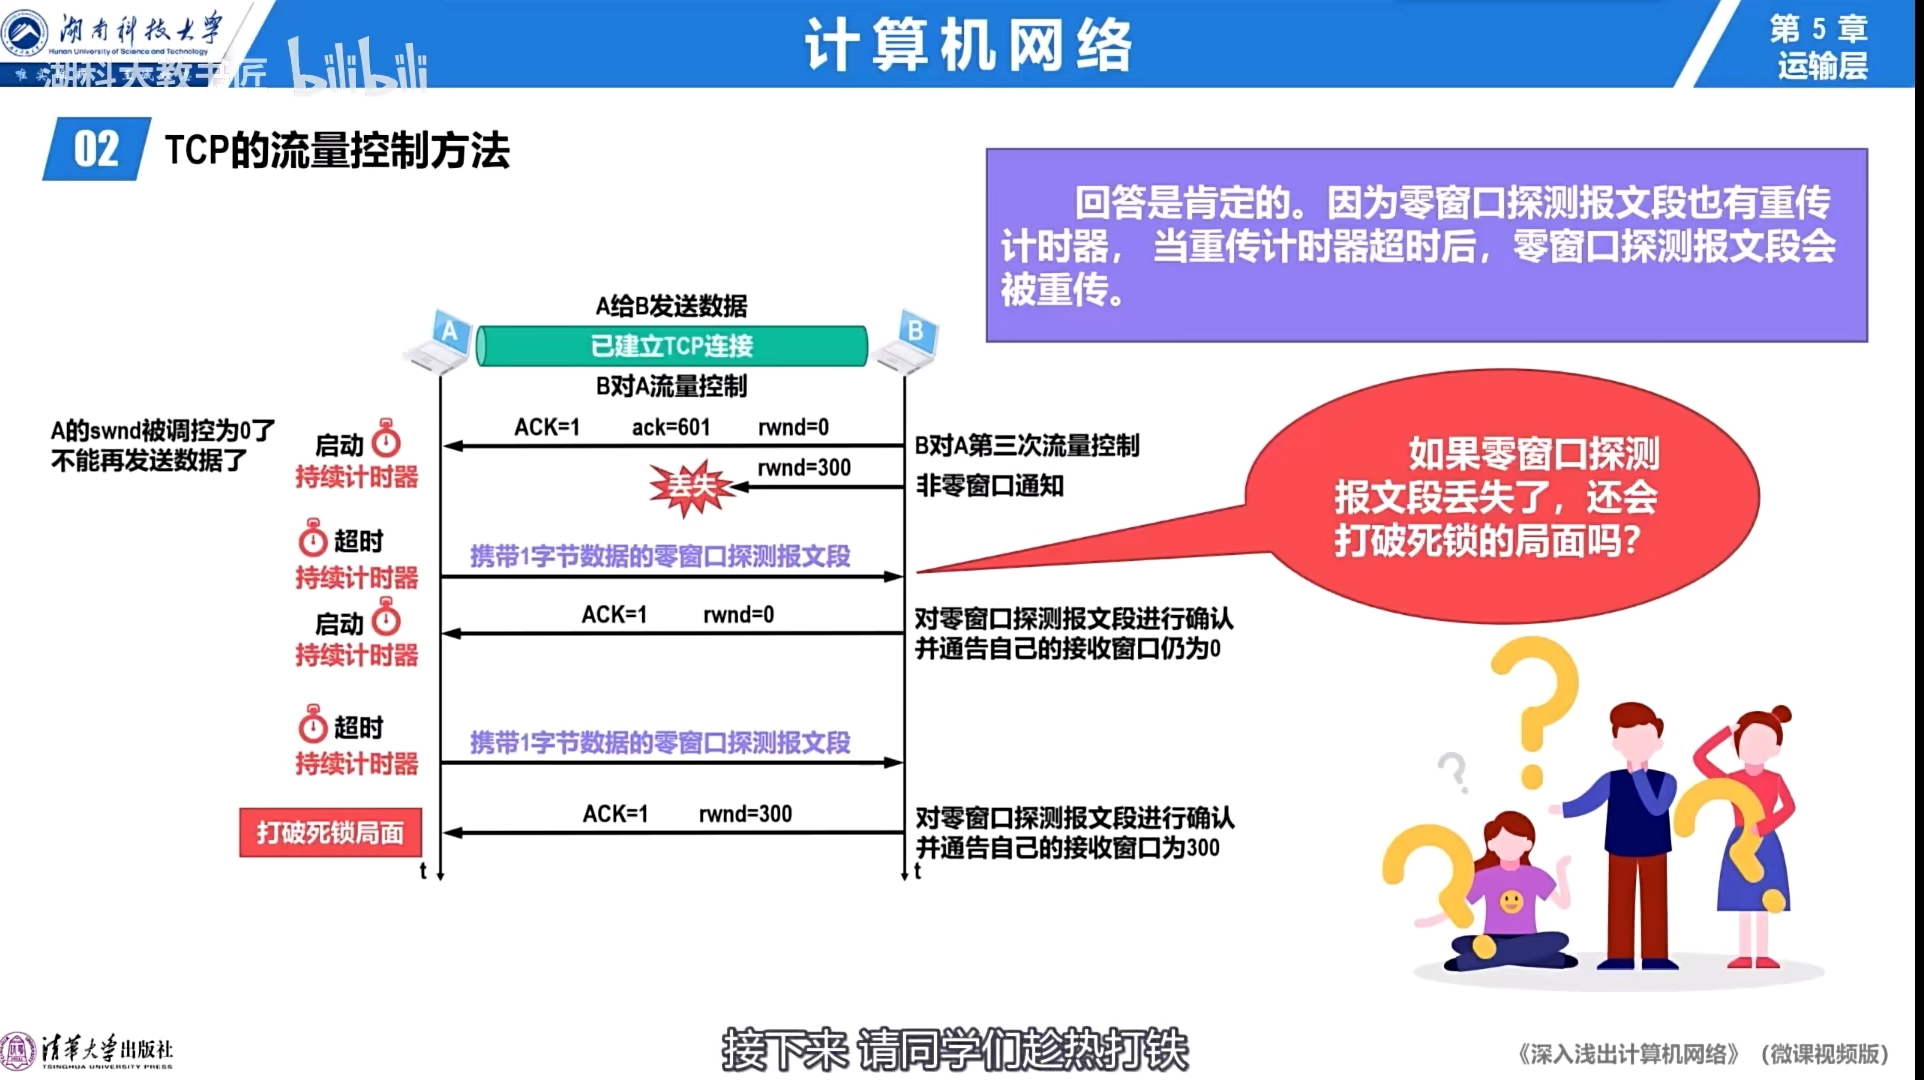 湖南科技大学
Hunan University of Science and Technology
湖科大教书匠 bilibili
计算机网络
第 5 章
运输层
02 TCP的流量控制方法
回答是肯定的。因为零窗口探测报文段也有重传
计时器， 当重传计时器超时后，零窗口探测报文段会
被重传。
A给B发送数据
A
已建立TCP连接
B
B对A流量控制
A的swnd被调控为0了
不能再发送数据了
启动
持续计时器
ACK=1 ack=601 rwnd=0
B对A第三次流量控制
丢失
rwnd=300
非零窗口通知
如果零窗口探测
报文段丢失了，还会
打破死锁的局面吗？
超时
持续计时器
携带1字节数据的零窗口探测报文段
启动
持续计时器
ACK=1 rwnd=0
对零窗口探测报文段进行确认
并通告自己的接收窗口仍为0
超时
持续计时器
携带1字节数据的零窗口探测报文段
打破死锁局面
ACK=1 rwnd=300
对零窗口探测报文段进行确认
并通告自己的接收窗口为300
t
t
接下来 请同学们趁热打铁
清华大学出版社
TSINGHUA UNIVERSITY PRESS
《深入浅出计算机网络》（微课视频版）